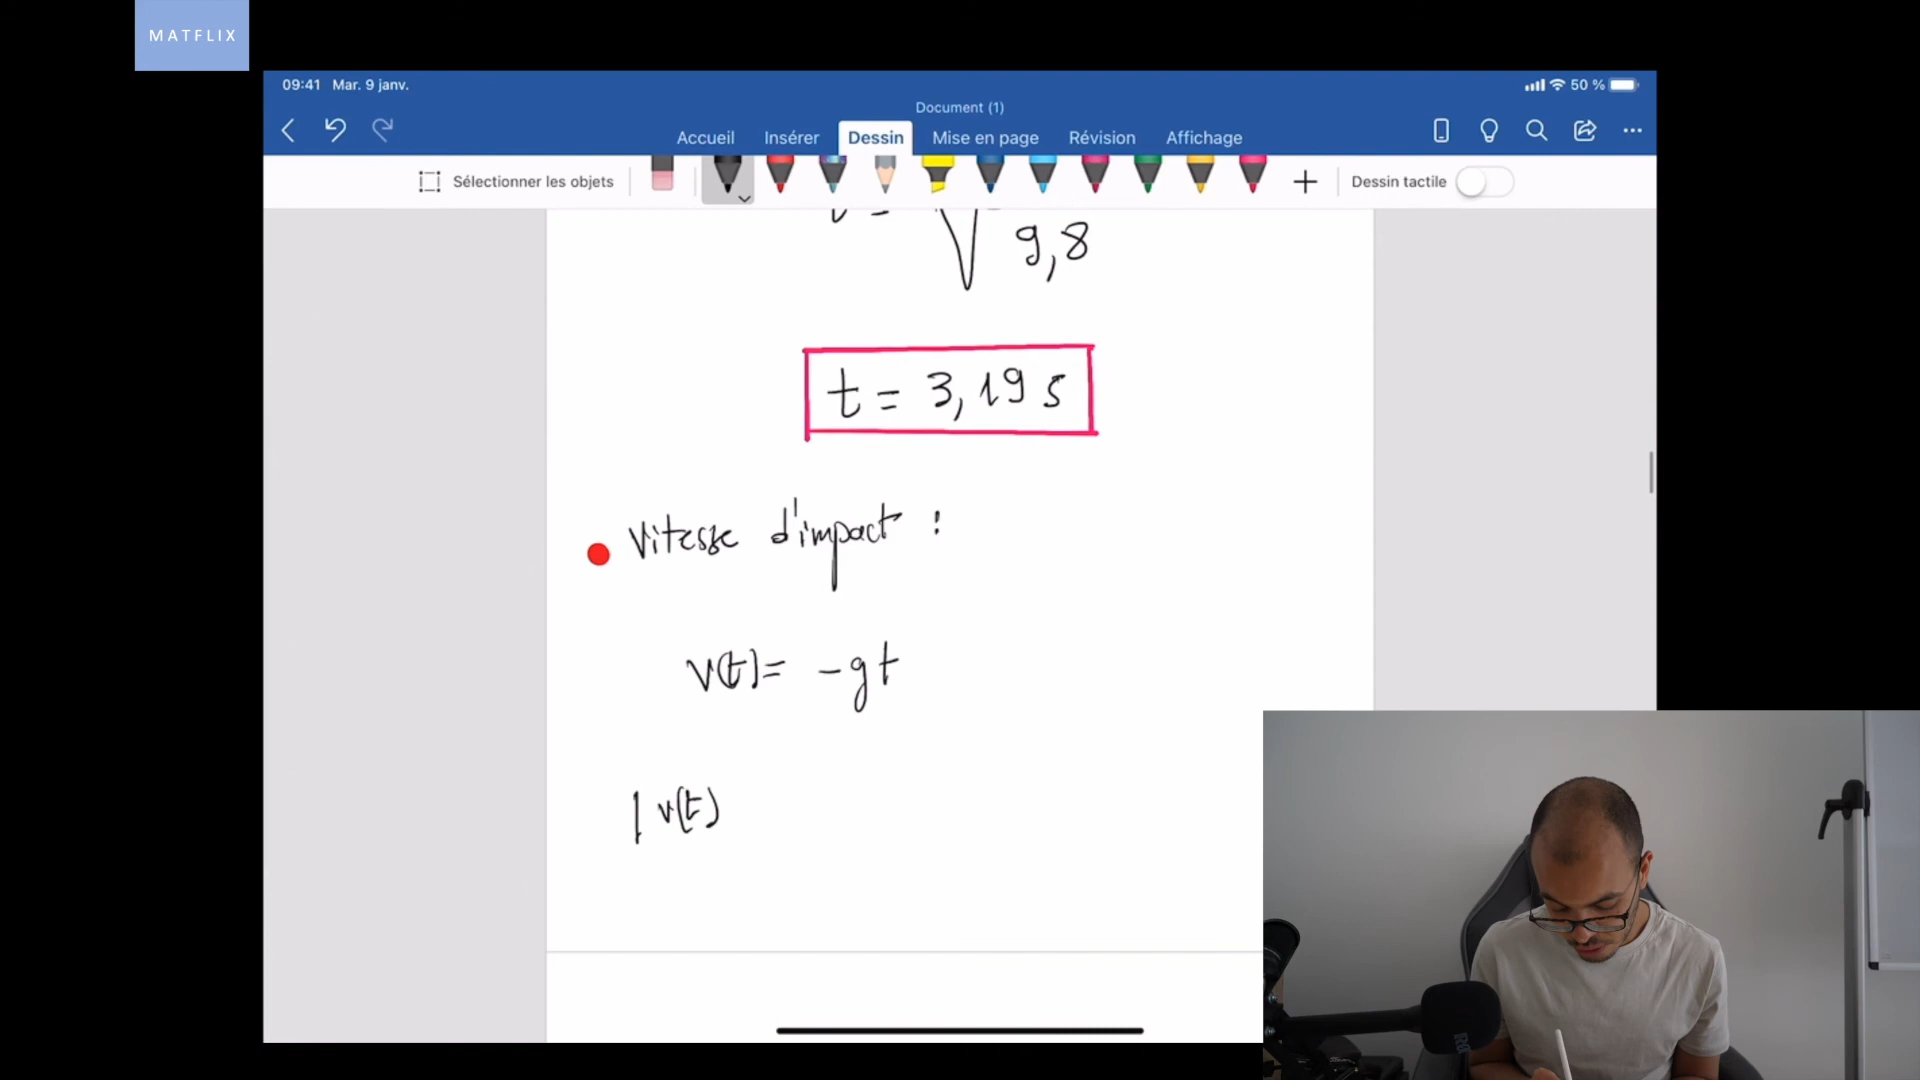 MATFLIX
09:41 Mar. 9 janv.
50 %
Document (1)
Accueil Insérer Dessin Mise en page Révision Affichage
Sélectionner les objets
Dessin tactile
9,8
t = 3,19 s
Vitesse d'impact :
v(t) = -gt
| v(t)